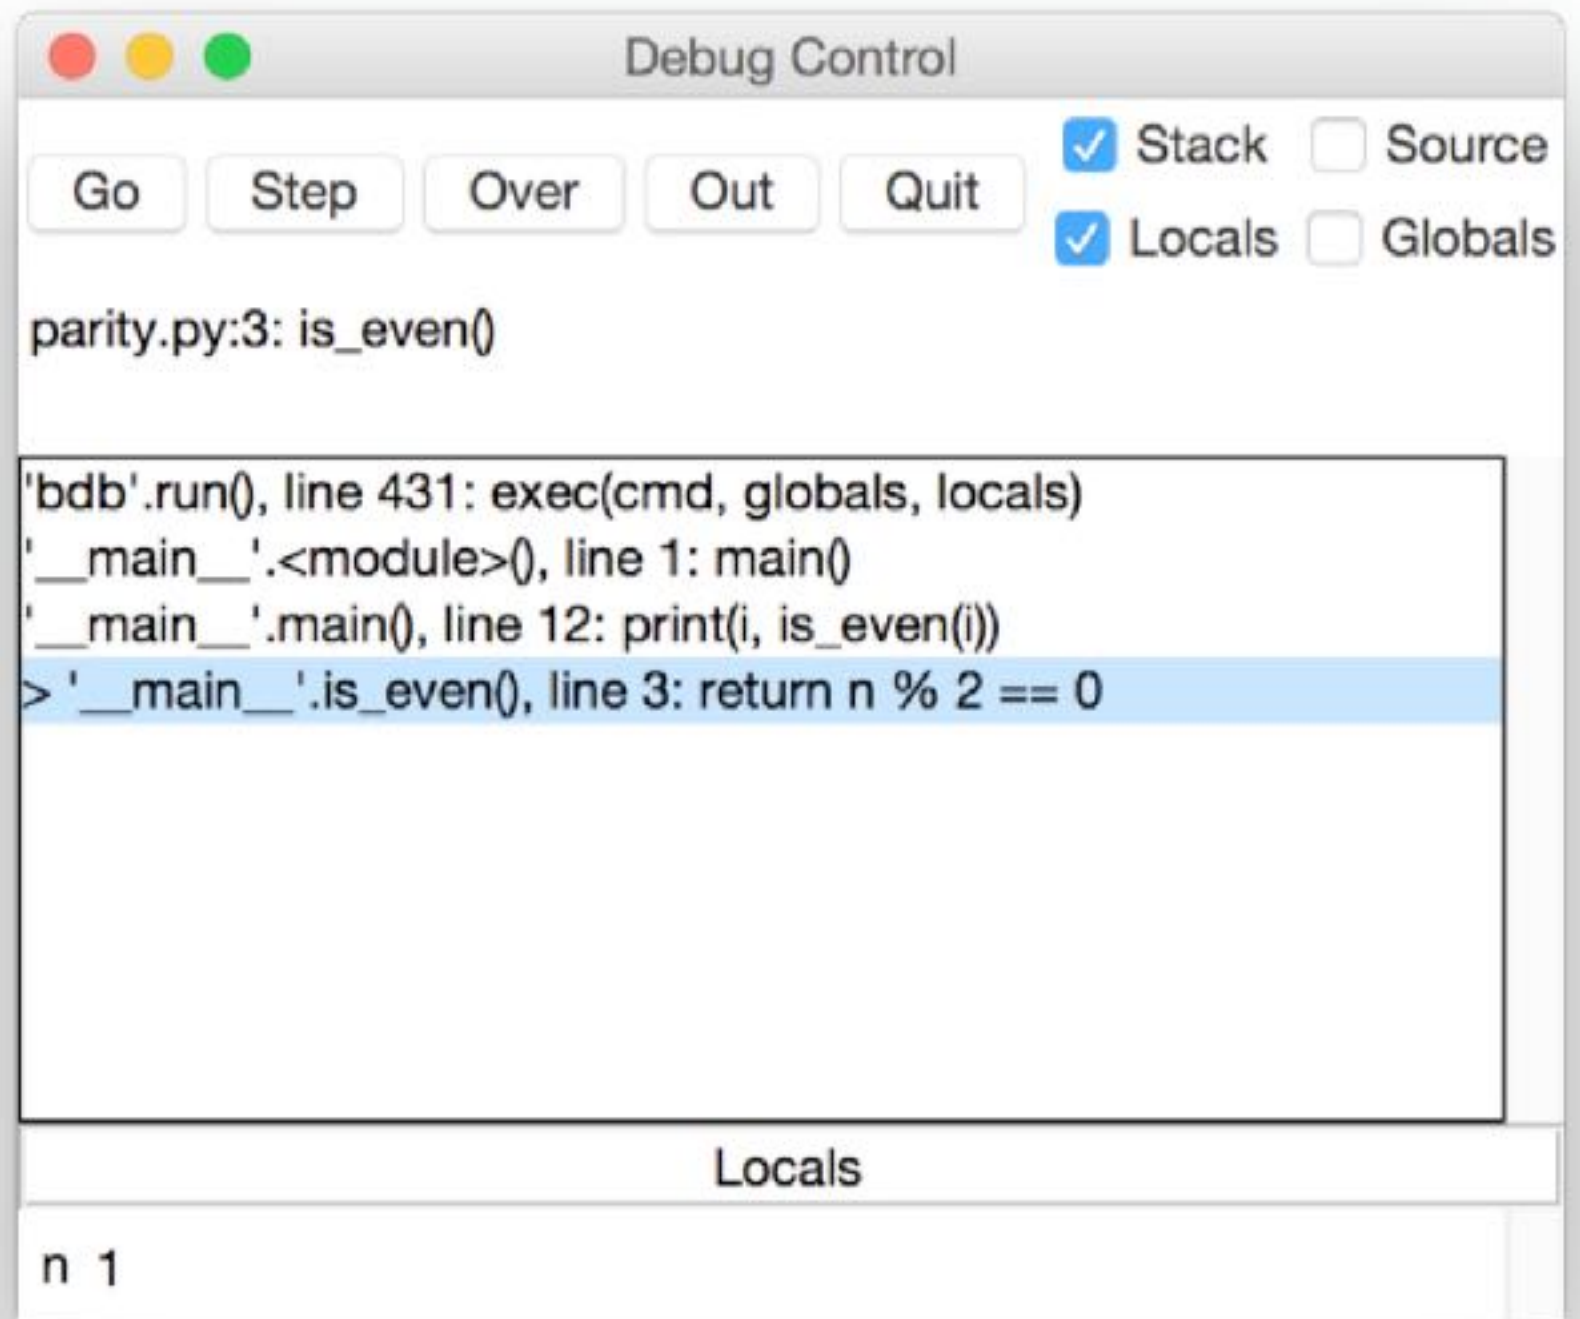 Debug Control
Go Step Over Out Quit
Stack Source
Locals Globals
parity.py:3: is_even()
'bdb'.run(), line 431: exec(cmd, globals, locals)
'__main__'.<module>(), line 1: main()
'__main__'.main(), line 12: print(i, is_even(i))
> '__main__'.is_even(), line 3: return n % 2 == 0
Locals
n 1